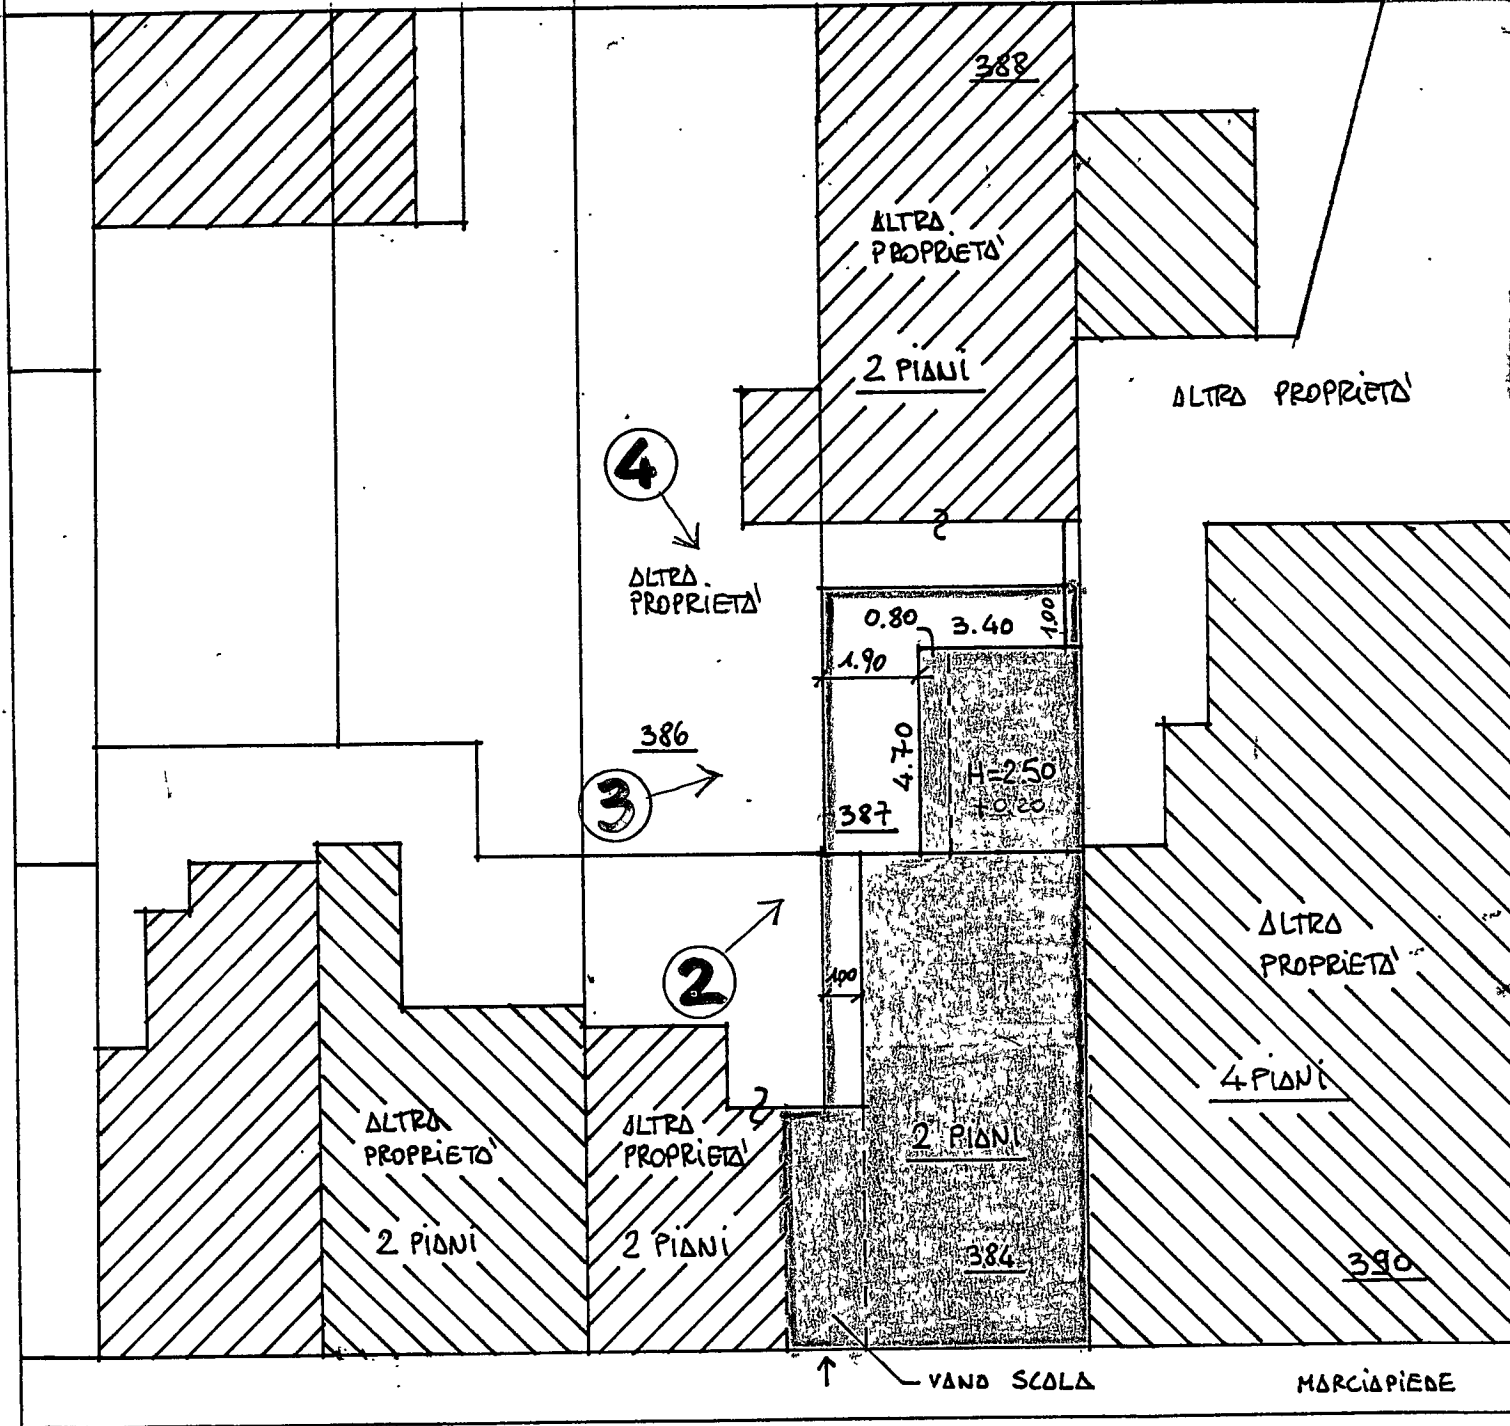 388
ALTRA
PROPRIETA'
2 PIANI
ALTRA PROPRIETA'
4
ALTRA
PROPRIETA'
0.80
3.40
1.00
1.90
386
4.70
H=2.50
+0.20
3
387
2
1.00
ALTRA
PROPRIETA'
4 PIANI
ALTRA
PROPRIETA'
2 PIANI
ALTRA
PROPRIETA'
2 PIANI
2 PIANI
384
390
VANO SCALA
MARCIAPIEDE